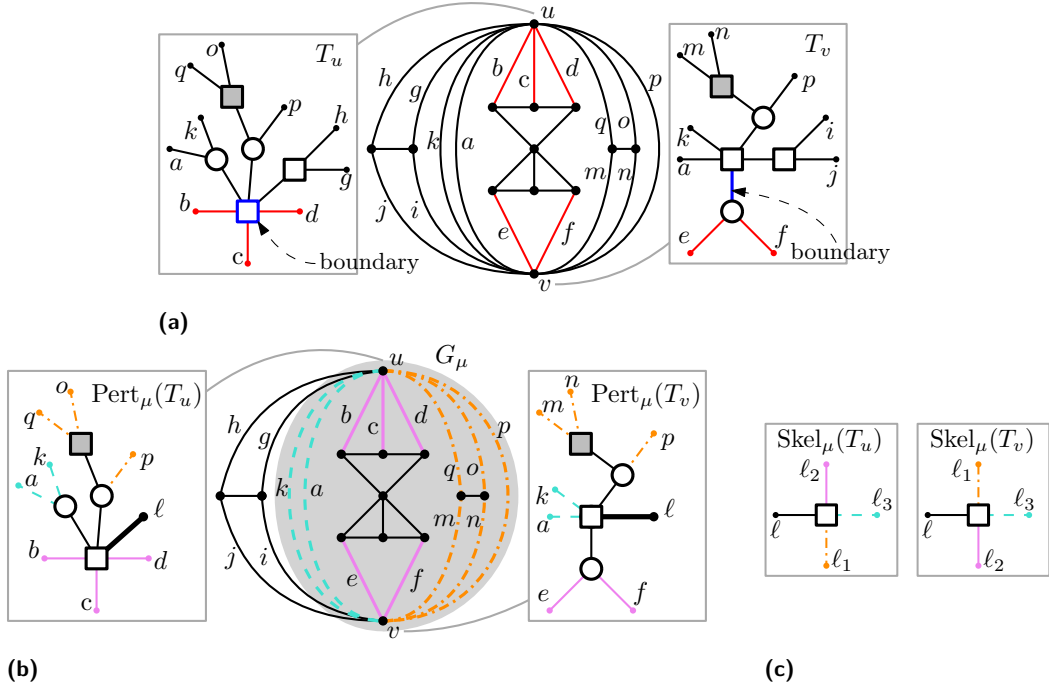 u
T_u
T_v
o
q
k
a
p
h
g
b
d
c
boundary
h
g
k
a
b
c
d
q
o
p
j
i
e
f
m
n
v
n
m
p
k
a
i
j
e
f
boundary
(a)
u
G_μ
Pert_μ(T_u)
Pert_μ(T_v)
o
q
k
a
p
ℓ
b
d
c
h
g
k
a
b
c
d
q
o
p
j
i
e
f
m
n
v
n
m
p
k
a
ℓ
e
f
Skel_μ(T_u)
ℓ_2
ℓ_3
ℓ
ℓ_1
Skel_μ(T_v)
ℓ_1
ℓ_3
ℓ
ℓ_2
(b)
(c)